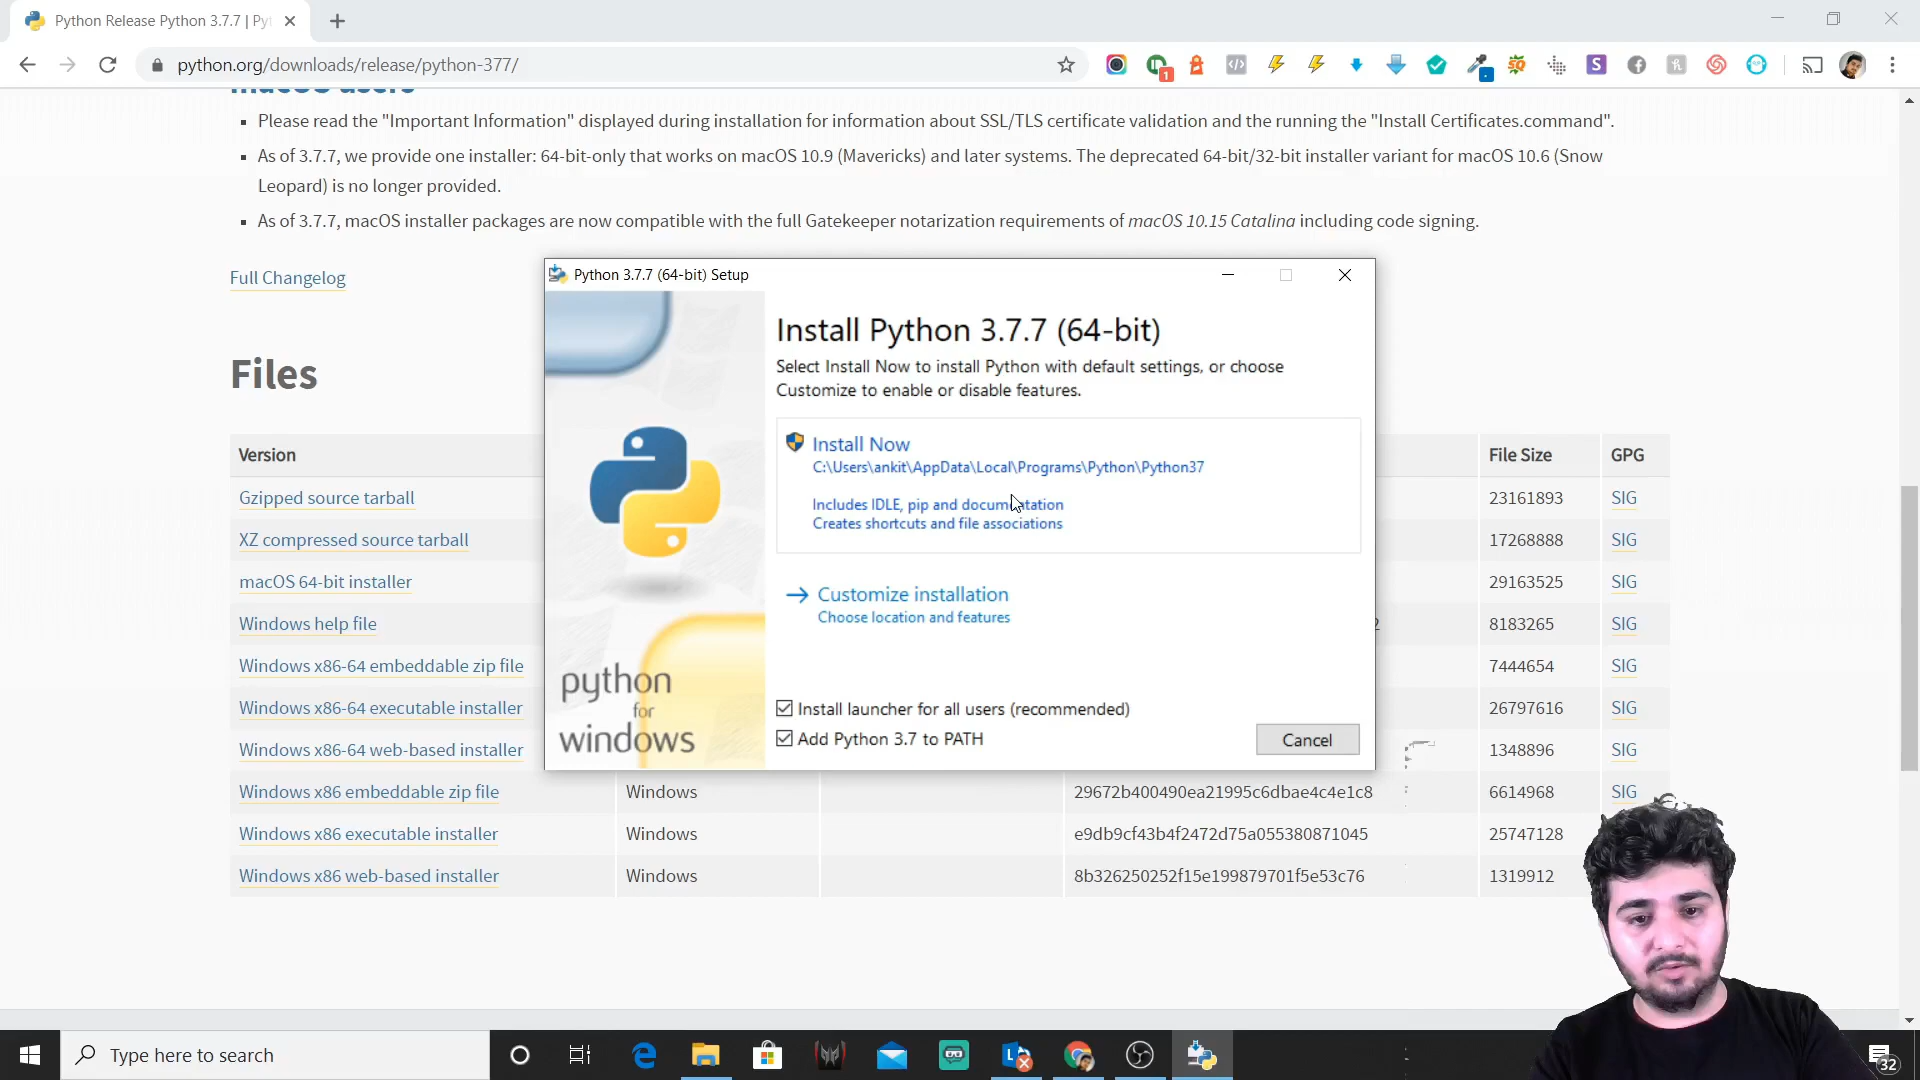 Python Release Python 3.7.7 | Pyt
python.org/downloads/release/python-377/
1
macOS users
Please read the "Important Information" displayed during installation for information about SSL/TLS certificate validation and the running the "Install Certificates.command".
As of 3.7.7, we provide one installer: 64-bit-only that works on macOS 10.9 (Mavericks) and later systems. The deprecated 64-bit/32-bit installer variant for macOS 10.6 (Snow
Leopard) is no longer provided.
As of 3.7.7, macOS installer packages are now compatible with the full Gatekeeper notarization requirements of macOS 10.15 Catalina including code signing.
Full Changelog
Files
Version
File Size
GPG
Gzipped source tarball
23161893
SIG
XZ compressed source tarball
17268888
SIG
macOS 64-bit installer
29163525
SIG
Windows help file
2
8183265
SIG
Windows x86-64 embeddable zip file
7444654
SIG
Windows x86-64 executable installer
26797616
SIG
Windows x86-64 web-based installer
1348896
SIG
Windows x86 embeddable zip file
Windows
29672b400490ea21995c6dbae4c4e1c8
6614968
SIG
Windows x86 executable installer
Windows
e9db9cf43b4f2472d75a055380871045
25747128
Windows x86 web-based installer
Windows
8b326250252f15e199879701f5e53c76
1319912
Python 3.7.7 (64-bit) Setup
Install Python 3.7.7 (64-bit)
Select Install Now to install Python with default settings, or choose
Customize to enable or disable features.
Install Now
C:\Users\ankit\AppData\Local\Programs\Python\Python37
Includes IDLE, pip and documentation
Creates shortcuts and file associations
Customize installation
Choose location and features
Install launcher for all users (recommended)
Add Python 3.7 to PATH
Cancel
python
for
windows
Type here to search
32